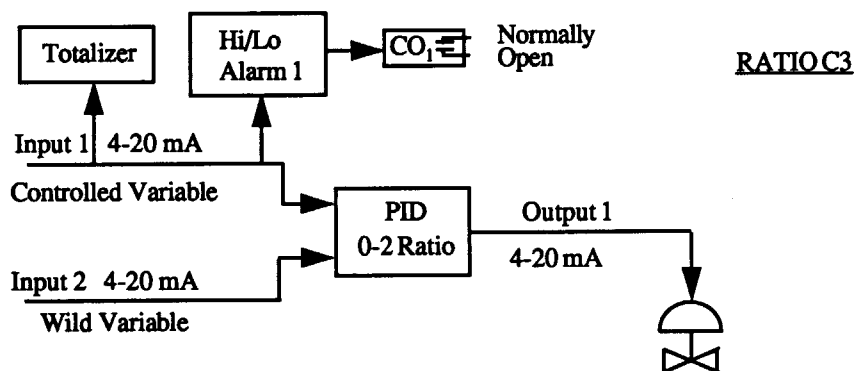 Totalizer
Hi/Lo
Alarm 1
CO1
Normally
Open
RATIO C3
Input 1 4-20 mA
Controlled Variable
PID
0-2 Ratio
Output 1
4-20 mA
Input 2 4-20 mA
Wild Variable